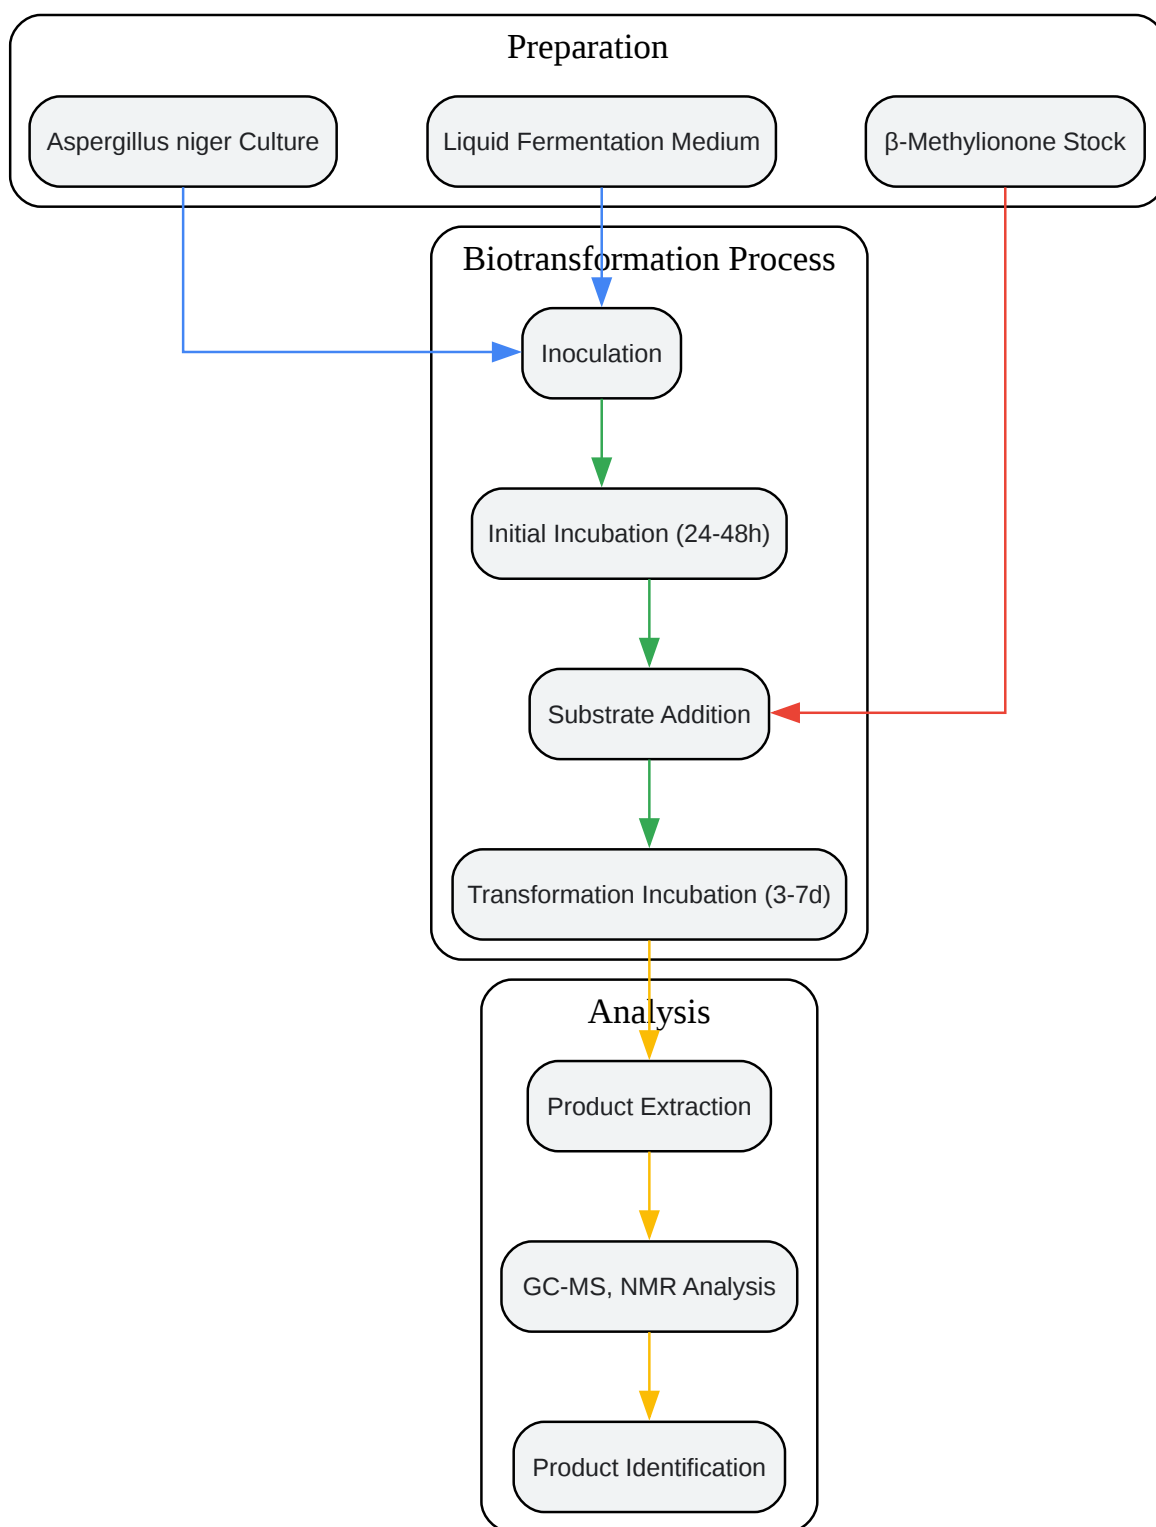 Preparation
Aspergillus niger Culture
Liquid Fermentation Medium
β-Methylionone Stock
Biotransformation Process
Inoculation
Initial Incubation (24-48h)
Substrate Addition
Transformation Incubation (3-7d)
Analysis
Product Extraction
GC-MS, NMR Analysis
Product Identification